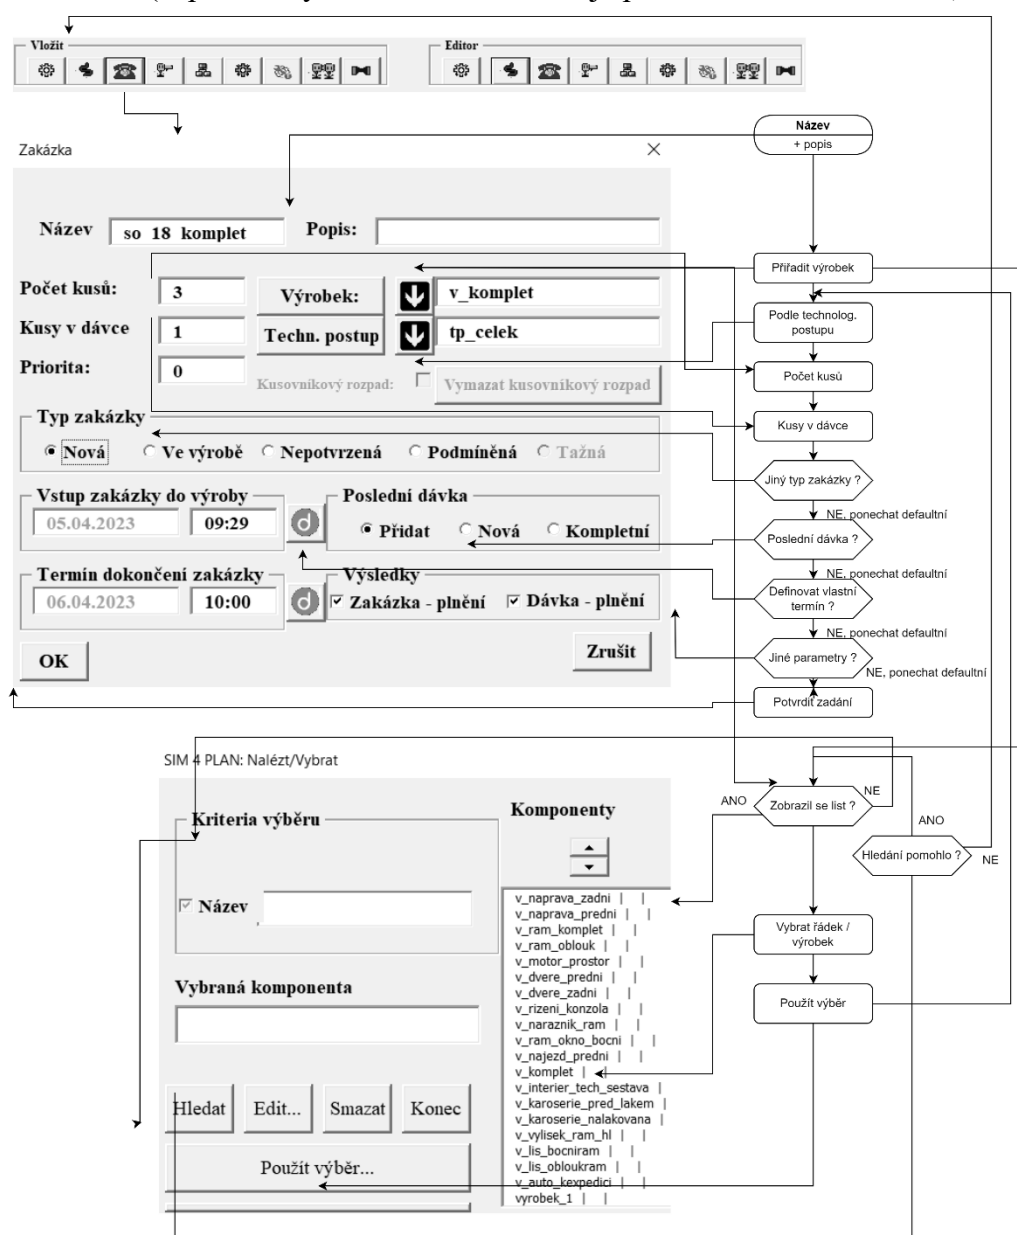 Vložit
Editor
Název
+ popis
Zakázka
Název
so 18 komplet
Popis:
Přiřadit výrobek
Počet kusů:
3
Výrobek:
v_komplet
Podle technolog.
postupu
Kusy v dávce
1
Techn. postup
tp_celek
Priorita:
0
Kusovníkový rozpad:
Vymazat kusovníkový rozpad
Počet kusů
Typ zakázky
Kusy v dávce
Nová
Ve výrobě
Nepotvrzená
Podmíněná
Tažná
Jiný typ zakázky ?
Vstup zakázky do výroby
Poslední dávka
NE, ponechat defaultní
05.04.2023
09:29
d
Přidat
Nová
Kompletní
Poslední dávka ?
NE, ponechat defaultní
Termín dokončení zakázky
Výsledky
Definovat vlastní
termín ?
06.04.2023
10:00
d
Zakázka - plnění
Dávka - plnění
NE, ponechat defaultní
OK
Zrušit
Jiné parametry ?
NE, ponechat defaultní
Potvrdit zadání
SIM 4 PLAN: Nalézt/Vybrat
Zobrazil se list ?
ANO
NE
Kriteria výběru
Komponenty
ANO
Hledání pomohlo ?
NE
Název
v_naprava_zadni | |
v_naprava_predni | |
v_ram_komplet | |
v_ram_oblouk | |
v_motor_prostor | |
v_dvere_predni | |
v_dvere_zadni | |
v_rizeni_konzola | |
v_naraznik_ram | |
v_ram_okno_bocni | |
v_najezd_predni | |
v_komplet | |
v_interier_tech_sestava |
v_karoserie_pred_lakem |
v_karoserie_nalakovana |
v_vylisek_ram_hl | |
v_lis_bocniram | |
v_lis_obloukram | |
v_auto_kexpedici | |
vyrobek_1 | |
Vybrat řádek /
výrobek
Vybraná komponenta
Použít výběr
Hledat
Edit...
Smazat
Konec
Použít výběr...